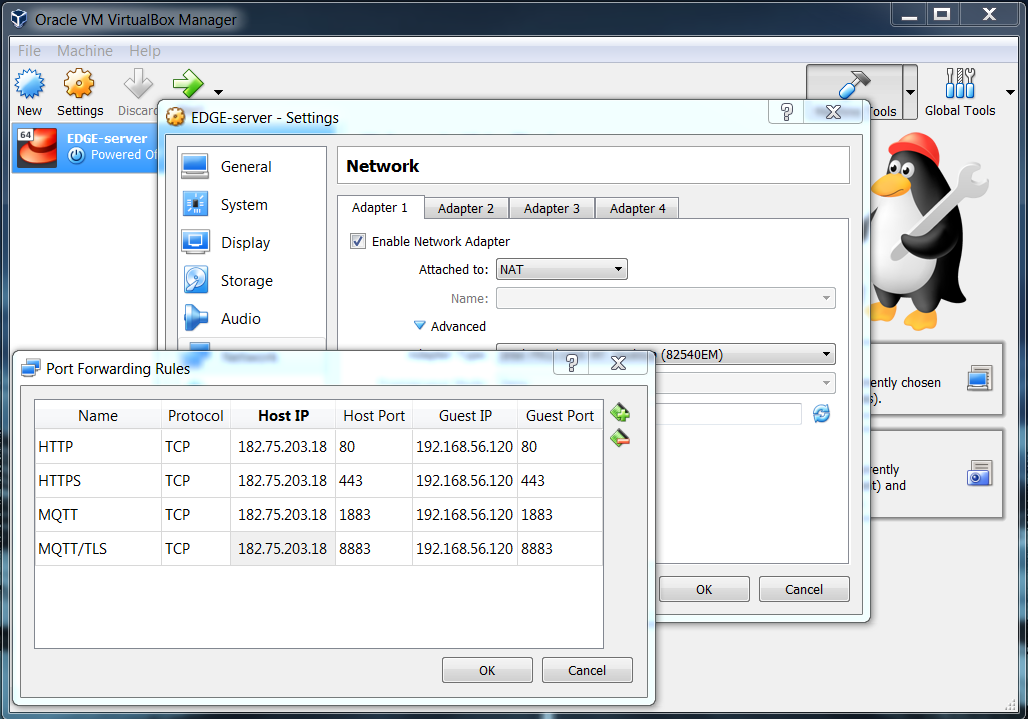 Oracle VM VirtualBox Manager
File Machine Help
New Settings Discard Tools Global Tools
64 EDGE-server
Powered Of
EDGE-server - Settings
General
System
Display
Storage
Audio
Network
Network
Adapter 1 Adapter 2 Adapter 3 Adapter 4
Enable Network Adapter
Attached to: NAT
Name:
Advanced
(82540EM)
ently chosen
s).
rently
t) and
OK Cancel
Port Forwarding Rules
Name Protocol Host IP Host Port Guest IP Guest Port
HTTP TCP 182.75.203.18 80 192.168.56.120 80
HTTPS TCP 182.75.203.18 443 192.168.56.120 443
MQTT TCP 182.75.203.18 1883 192.168.56.120 1883
MQTT/TLS TCP 182.75.203.18 8883 192.168.56.120 8883
OK Cancel